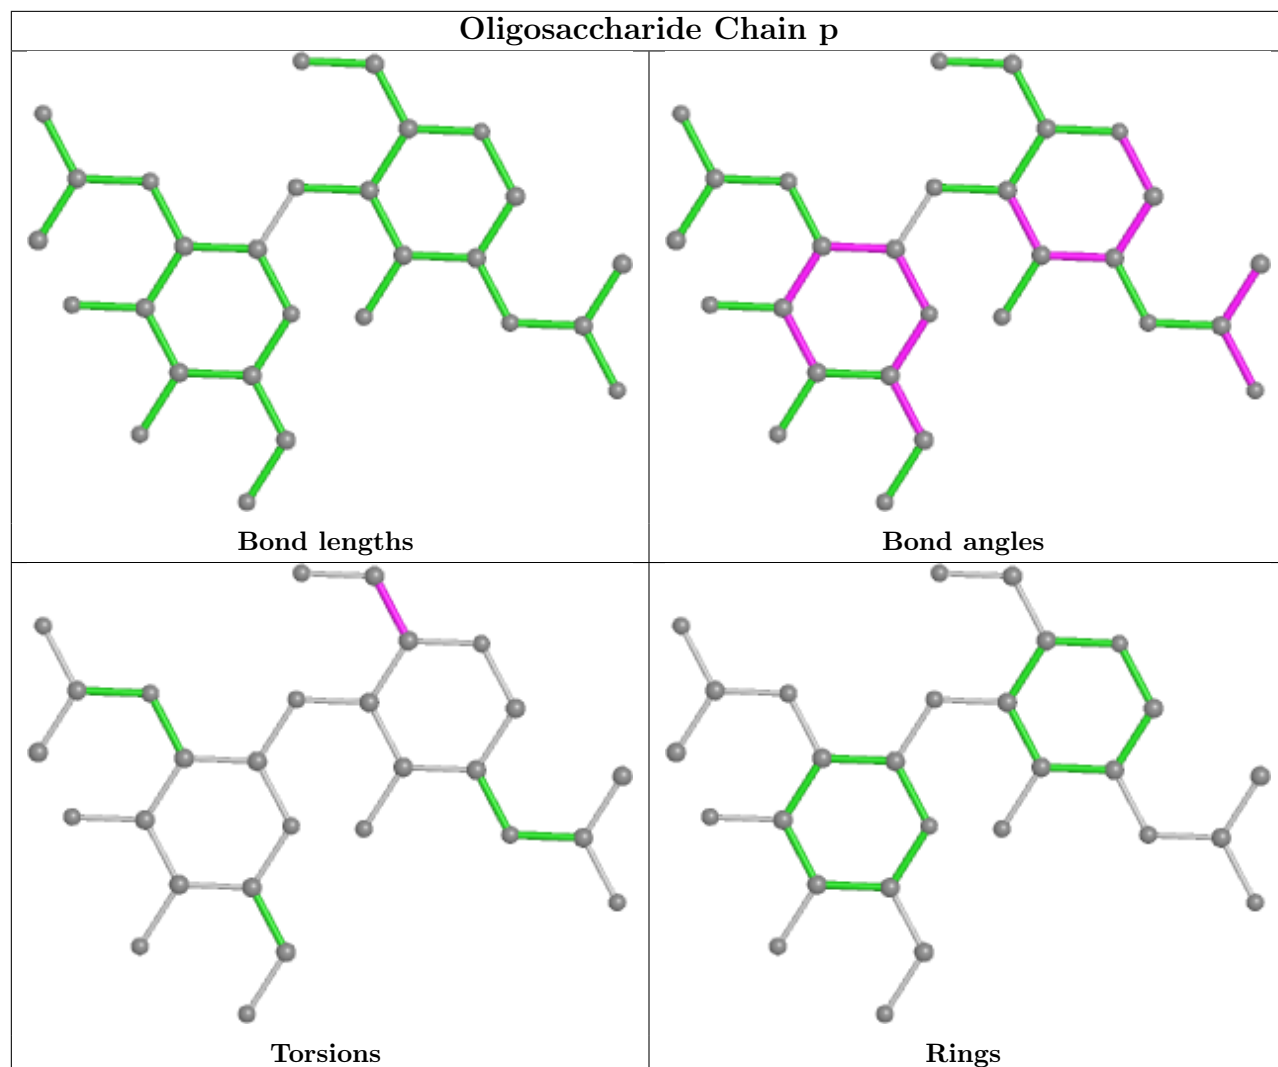 Oligosaccharide Chain p
Bond lengths
Bond angles
Torsions
Rings